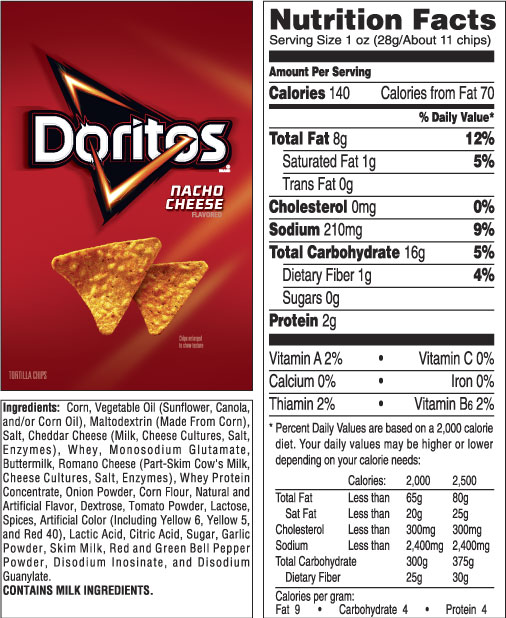 Doritos
NACHO
CHEESE
FLAVORED
Chips enlarged
to show texture
TORTILLA CHIPS
Ingredients: Corn, Vegetable Oil (Sunflower, Canola,
and/or Corn Oil), Maltodextrin (Made From Corn),
Salt, Cheddar Cheese (Milk, Cheese Cultures, Salt,
Enzymes), Whey, Monosodium Glutamate,
Buttermilk, Romano Cheese (Part-Skim Cow's Milk,
Cheese Cultures, Salt, Enzymes), Whey Protein
Concentrate, Onion Powder, Corn Flour, Natural and
Artificial Flavor, Dextrose, Tomato Powder, Lactose,
Spices, Artificial Color (Including Yellow 6, Yellow 5,
and Red 40), Lactic Acid, Citric Acid, Sugar, Garlic
Powder, Skim Milk, Red and Green Bell Pepper
Powder, Disodium Inosinate, and Disodium
Guanylate.
CONTAINS MILK INGREDIENTS.
Nutrition Facts
Serving Size 1 oz (28g/About 11 chips)
Amount Per Serving
Calories 140 Calories from Fat 70
% Daily Value*
Total Fat 8g 12%
Saturated Fat 1g 5%
Trans Fat 0g
Cholesterol 0mg 0%
Sodium 210mg 9%
Total Carbohydrate 16g 5%
Dietary Fiber 1g 4%
Sugars 0g
Protein 2g
Vitamin A 2% • Vitamin C 0%
Calcium 0% • Iron 0%
Thiamin 2% • Vitamin B6 2%
* Percent Daily Values are based on a 2,000 calorie
diet. Your daily values may be higher or lower
depending on your calorie needs:
Calories: 2,000 2,500
Total Fat Less than 65g 80g
Sat Fat Less than 20g 25g
Cholesterol Less than 300mg 300mg
Sodium Less than 2,400mg 2,400mg
Total Carbohydrate 300g 375g
Dietary Fiber 25g 30g
Calories per gram:
Fat 9 • Carbohydrate 4 • Protein 4